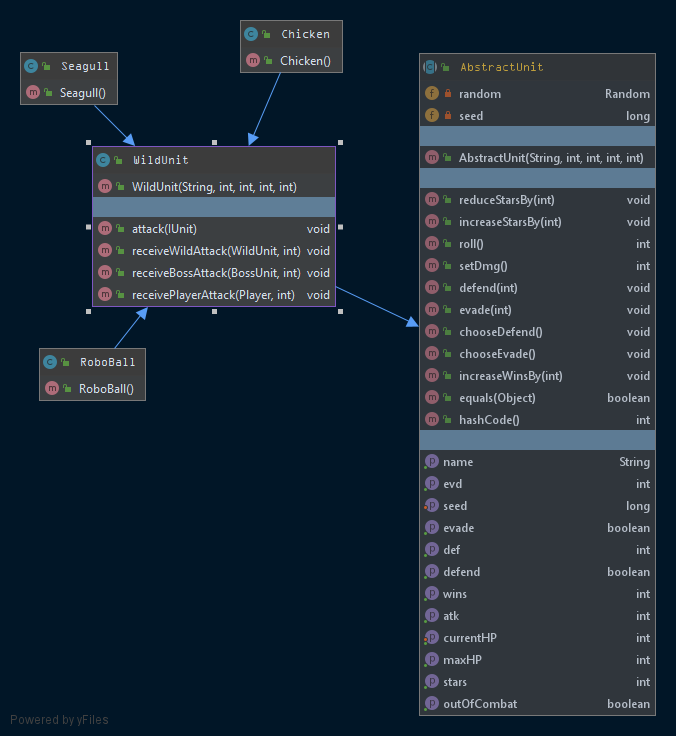 C Seagull
m Seagull()
C Chicken
m Chicken()
C WildUnit
m WildUnit(String, int, int, int, int)
m attack(IUnit) void
m receiveWildAttack(WildUnit, int) void
m receiveBossAttack(BossUnit, int) void
m recivePlayerAttack(Player, int) void
C RoboBall
m RoboBall()
C AbstractUnit
f random Random
f seed long
m AbstractUnit(String, int, int, int, int)
m reduceStarsBy(int) void
m increaseStarsBy(int) void
m roll() int
m setDmg() int
m defend(int) void
m evade(int) void
m chooseDefend() void
m chooseEvade() void
m increaseWinsBy(int) void
m equals(Object) boolean
m hashCode() int
p name String
p evd int
p seed long
p evade boolean
p def int
p defend boolean
p wins int
p atk int
p currentHP int
p maxHP int
p stars int
p outOfCombat boolean
Powered by yFiles